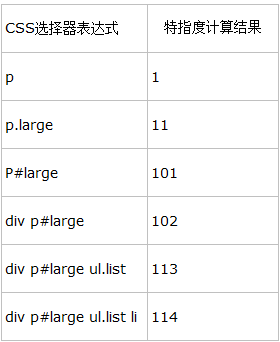 CSS选择器表达式 特指度计算结果
p 1
p.large 11
P#large 101
div p#large 102
div p#large ul.list 113
div p#large ul.list li 114